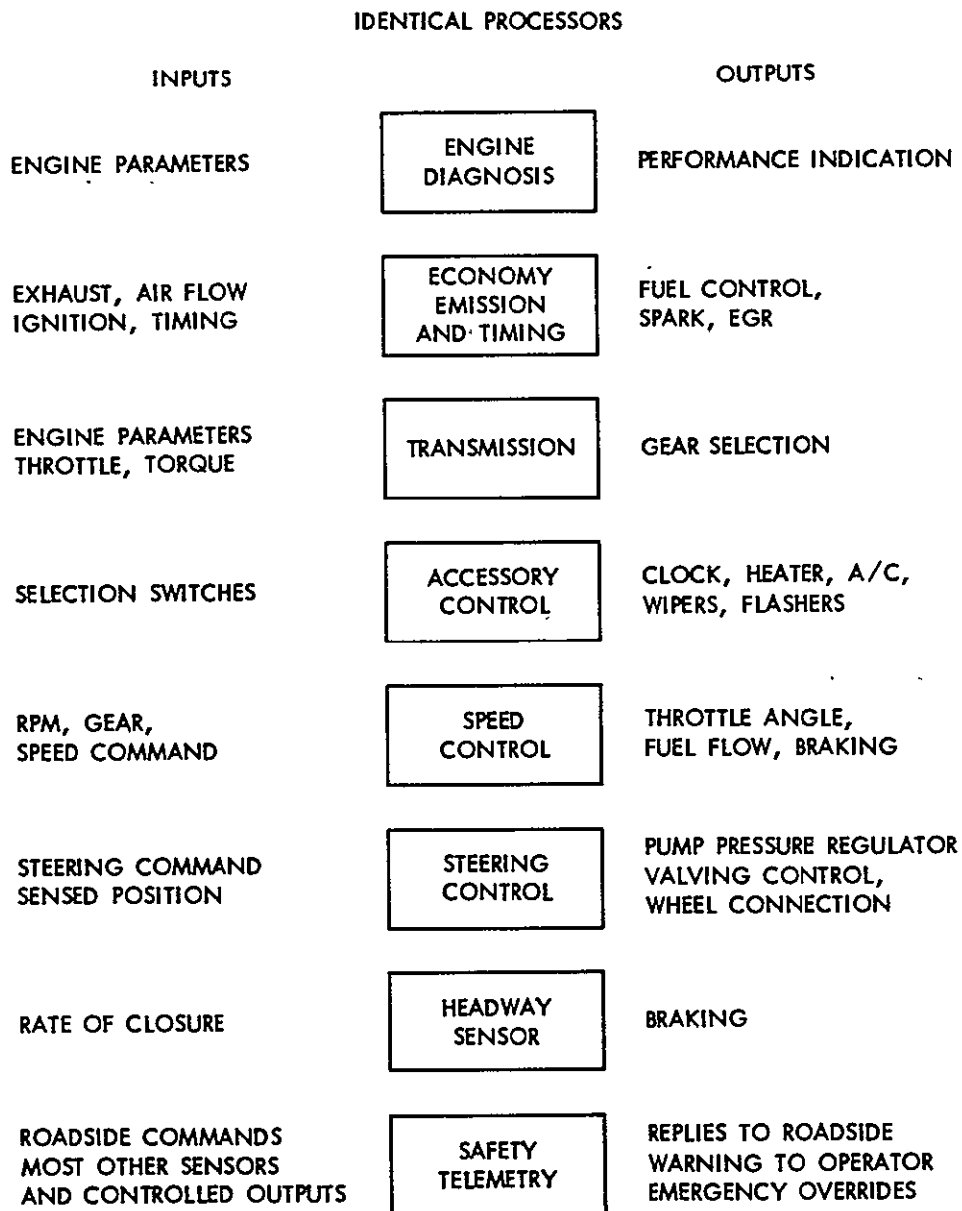 IDENTICAL PROCESSORS
INPUTS
OUTPUTS
ENGINE PARAMETERS
ENGINE
DIAGNOSIS
PERFORMANCE INDICATION
EXHAUST, AIR FLOW
IGNITION, TIMING
ECONOMY
EMISSION
AND TIMING
FUEL CONTROL,
SPARK, EGR
ENGINE PARAMETERS
THROTTLE, TORQUE
TRANSMISSION
GEAR SELECTION
SELECTION SWITCHES
ACCESSORY
CONTROL
CLOCK, HEATER, A/C,
WIPERS, FLASHERS
RPM, GEAR,
SPEED COMMAND
SPEED
CONTROL
THROTTLE ANGLE,
FUEL FLOW, BRAKING
STEERING COMMAND
SENSED POSITION
STEERING
CONTROL
PUMP PRESSURE REGULATOR
VALVING CONTROL,
WHEEL CONNECTION
RATE OF CLOSURE
HEADWAY
SENSOR
BRAKING
ROADSIDE COMMANDS
MOST OTHER SENSORS
AND CONTROLLED OUTPUTS
SAFETY
TELEMETRY
REPLIES TO ROADSIDE
WARNING TO OPERATOR
EMERGENCY OVERRIDES